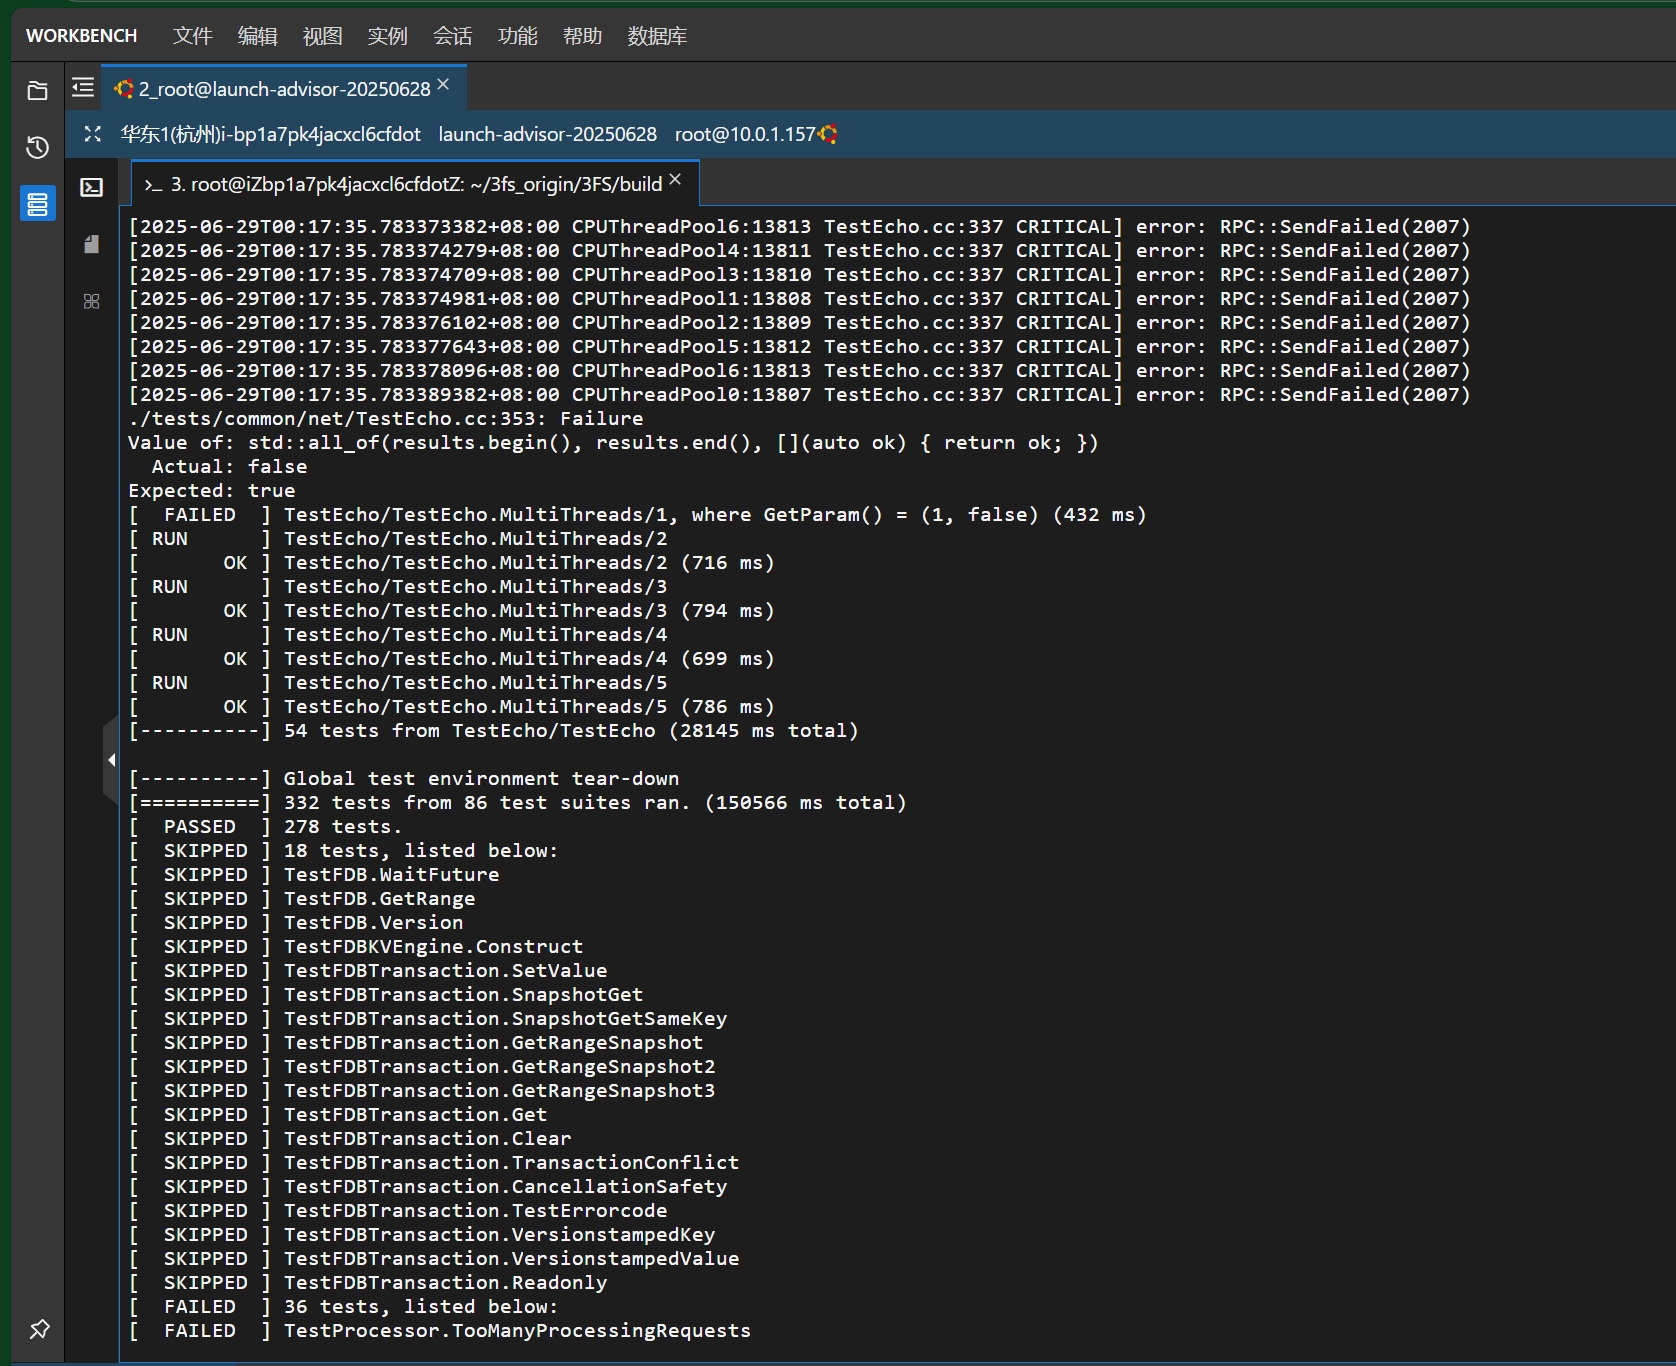 WORKBENCH 文件 编辑 视图 实例 会话 功能 帮助 数据库
2_root@launch-advisor-20250628
华东1(杭州)i-bp1a7pk4jacxcl6cfdot launch-advisor-20250628 root@10.0.1.157
3. root@iZbp1a7pk4jacxcl6cfdotZ: ~/3fs_origin/3FS/build
[2025-06-29T00:17:35.783373382+08:00 CPUThreadPool6:13813 TestEcho.cc:337 CRITICAL] error: RPC::SendFailed(2007)
[2025-06-29T00:17:35.783374279+08:00 CPUThreadPool4:13811 TestEcho.cc:337 CRITICAL] error: RPC::SendFailed(2007)
[2025-06-29T00:17:35.783374709+08:00 CPUThreadPool3:13810 TestEcho.cc:337 CRITICAL] error: RPC::SendFailed(2007)
[2025-06-29T00:17:35.783374981+08:00 CPUThreadPool1:13808 TestEcho.cc:337 CRITICAL] error: RPC::SendFailed(2007)
[2025-06-29T00:17:35.783376102+08:00 CPUThreadPool2:13809 TestEcho.cc:337 CRITICAL] error: RPC::SendFailed(2007)
[2025-06-29T00:17:35.783377643+08:00 CPUThreadPool5:13812 TestEcho.cc:337 CRITICAL] error: RPC::SendFailed(2007)
[2025-06-29T00:17:35.783378096+08:00 CPUThreadPool6:13813 TestEcho.cc:337 CRITICAL] error: RPC::SendFailed(2007)
[2025-06-29T00:17:35.783389382+08:00 CPUThreadPool0:13807 TestEcho.cc:337 CRITICAL] error: RPC::SendFailed(2007)
./tests/common/net/TestEcho.cc:353: Failure
Value of: std::all_of(results.begin(), results.end(), [](auto ok) { return ok; })
  Actual: false
Expected: true
[  FAILED  ] TestEcho/TestEcho.MultiThreads/1, where GetParam() = (1, false) (432 ms)
[ RUN      ] TestEcho/TestEcho.MultiThreads/2
[       OK ] TestEcho/TestEcho.MultiThreads/2 (716 ms)
[ RUN      ] TestEcho/TestEcho.MultiThreads/3
[       OK ] TestEcho/TestEcho.MultiThreads/3 (794 ms)
[ RUN      ] TestEcho/TestEcho.MultiThreads/4
[       OK ] TestEcho/TestEcho.MultiThreads/4 (699 ms)
[ RUN      ] TestEcho/TestEcho.MultiThreads/5
[       OK ] TestEcho/TestEcho.MultiThreads/5 (786 ms)
[----------] 54 tests from TestEcho/TestEcho (28145 ms total)
[----------] Global test environment tear-down
[==========] 332 tests from 86 test suites ran. (150566 ms total)
[  PASSED  ] 278 tests.
[  SKIPPED ] 18 tests, listed below:
[  SKIPPED ] TestFDB.WaitFuture
[  SKIPPED ] TestFDB.GetRange
[  SKIPPED ] TestFDB.Version
[  SKIPPED ] TestFDBKVEngine.Construct
[  SKIPPED ] TestFDBTransaction.SetValue
[  SKIPPED ] TestFDBTransaction.SnapshotGet
[  SKIPPED ] TestFDBTransaction.SnapshotGetSameKey
[  SKIPPED ] TestFDBTransaction.GetRangeSnapshot
[  SKIPPED ] TestFDBTransaction.GetRangeSnapshot2
[  SKIPPED ] TestFDBTransaction.GetRangeSnapshot3
[  SKIPPED ] TestFDBTransaction.Get
[  SKIPPED ] TestFDBTransaction.Clear
[  SKIPPED ] TestFDBTransaction.TransactionConflict
[  SKIPPED ] TestFDBTransaction.CancellationSafety
[  SKIPPED ] TestFDBTransaction.TestErrorcode
[  SKIPPED ] TestFDBTransaction.VersionstampedKey
[  SKIPPED ] TestFDBTransaction.VersionstampedValue
[  SKIPPED ] TestFDBTransaction.Readonly
[  FAILED  ] 36 tests, listed below:
[  FAILED  ] TestProcessor.TooManyProcessingRequests